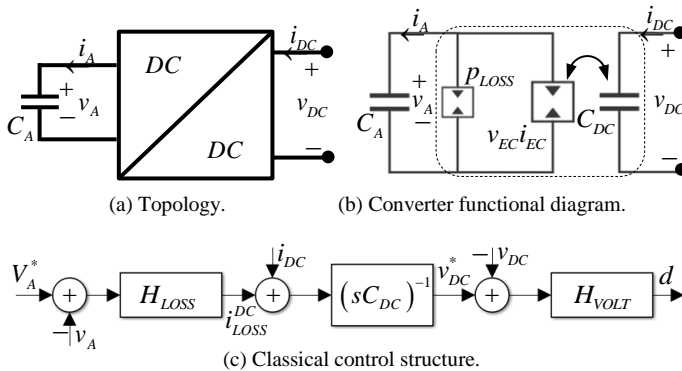 i_A
DC
i_DC
+
v_A
−
C_A
+
v_DC
−
DC
(a) Topology.
i_A
p_LOSS
i_DC
+
v_A
−
C_A
v_EC i_EC
C_DC
+
v_DC
−
(b) Converter functional diagram.
V_A^*
+
− v_A
H_LOSS
i_LOSS^DC
i_DC
+
(sC_DC)^−1
v_DC^*
− v_DC
+
H_VOLT
d
(c) Classical control structure.